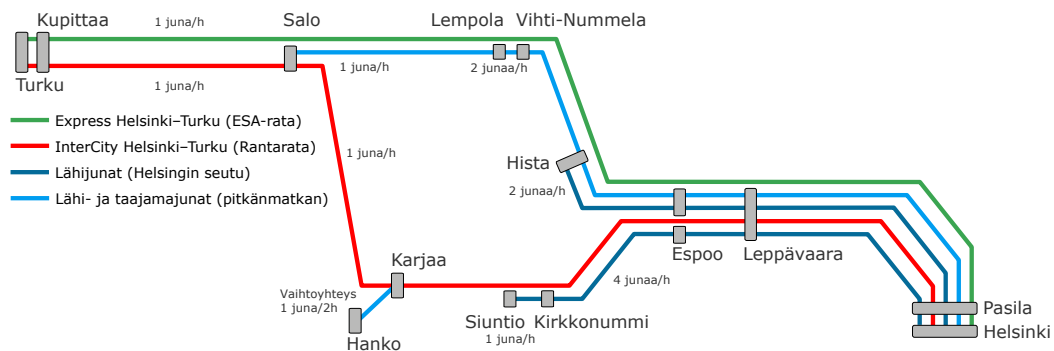 Kupittaa
1 juna/h
Salo
Lempola
Vihti-Nummela
1 juna/h
2 junaa/h
Turku
1 juna/h
Express Helsinki–Turku (ESA-rata)
InterCity Helsinki–Turku (Rantarata)
Lähijunat (Helsingin seutu)
Lähi- ja taajamajunat (pitkänmatkan)
1 juna/h
Hista
2 junaa/h
Espoo
Leppävaara
Karjaa
4 junaa/h
Vaihtoyhteys
1 juna/2h
Hanko
Siuntio
Kirkkonummi
1 juna/h
Pasila
Helsinki